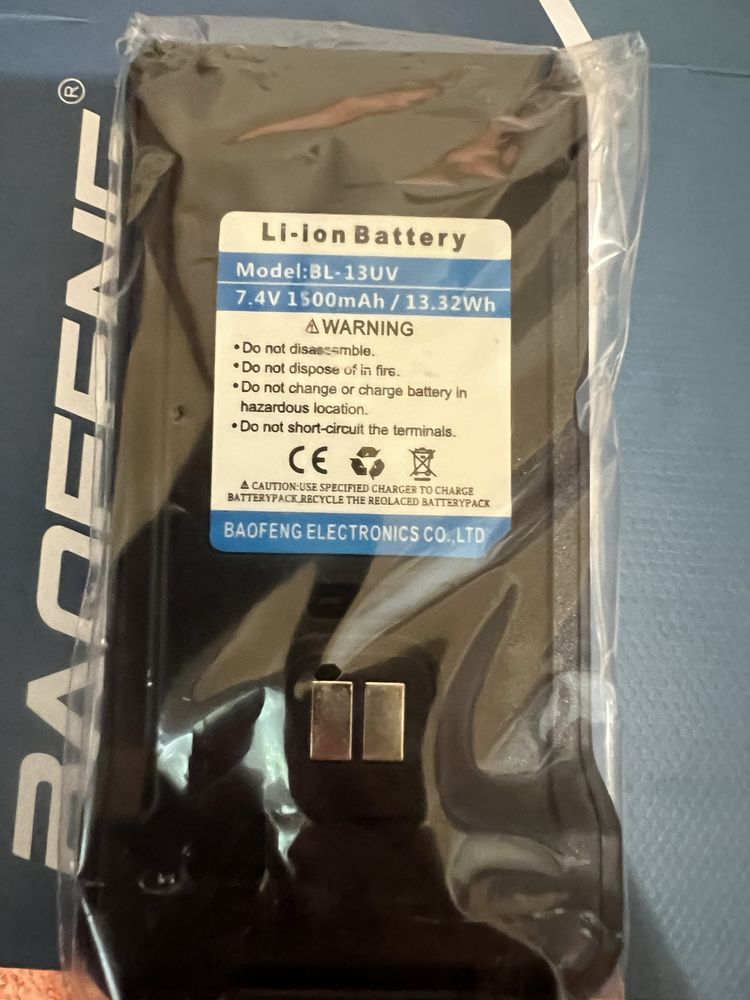 BAOFENG®
Li-ion Battery
Model:BL-13UV
7.4V 1500mAh / 13.32Wh
⚠WARNING
•Do not disassemble.
•Do not dispose of in fire.
•Do not change or charge battery in
hazardous location.
•Do not short-circuit the terminals.
CE
⚠ CAUTION:USE SPECIFIED CHARGER TO CHARGE
BATTERYPACK,RECYCLE THE REOLACED BATTERYPACK
BAOFENG ELECTRONICS CO.,LTD